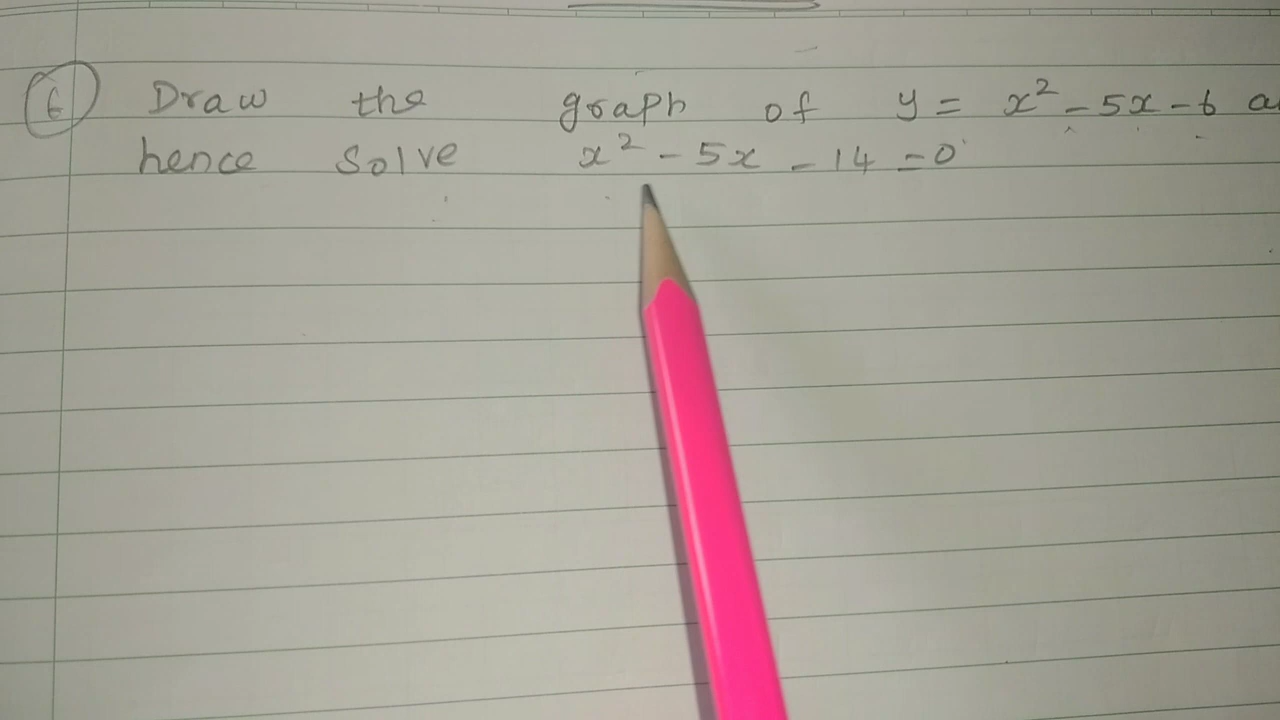 6 Draw the graph of y = x² - 5x - 6
hence solve x² - 5x - 14 = 0